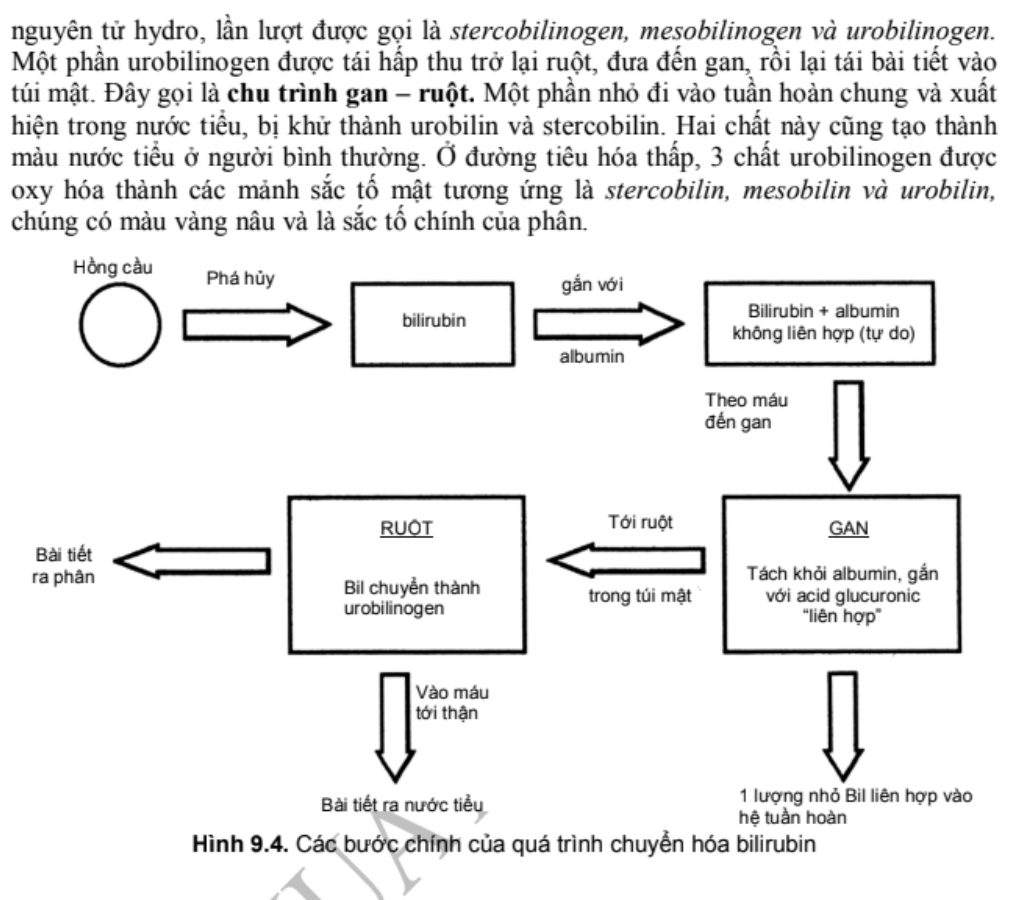 nguyên tử hydro, lần lượt được gọi là stercobilinogen, mesobilinogen và urobilinogen.
Một phần urobilinogen được tái hấp thu trở lại ruột, đưa đến gan, rồi lại tái bài tiết vào
túi mật. Đây gọi là chu trình gan – ruột. Một phần nhỏ đi vào tuần hoàn chung và xuất
hiện trong nước tiểu, bị khử thành urobilin và stercobilin. Hai chất này cũng tạo thành
màu nước tiểu ở người bình thường. Ở đường tiêu hóa thấp, 3 chất urobilinogen được
oxy hóa thành các mảnh sắc tố mật tương ứng là stercobilin, mesobilin và urobilin,
chúng có màu vàng nâu và là sắc tố chính của phân.
Hồng cầu
Phá hủy
bilirubin
gắn với
albumin
Bilirubin + albumin
không liên hợp (tự do)
Theo máu
đến gan
GAN
Tách khỏi albumin, gắn
với acid glucuronic
“liên hợp”
Tới ruột
trong túi mật
RUỘT
Bil chuyển thành
urobilinogen
Bài tiết
ra phân
Vào máu
tới thận
Bài tiết ra nước tiểu
1 lượng nhỏ Bil liên hợp vào
hệ tuần hoàn
Hình 9.4. Các bước chính của quá trình chuyển hóa bilirubin